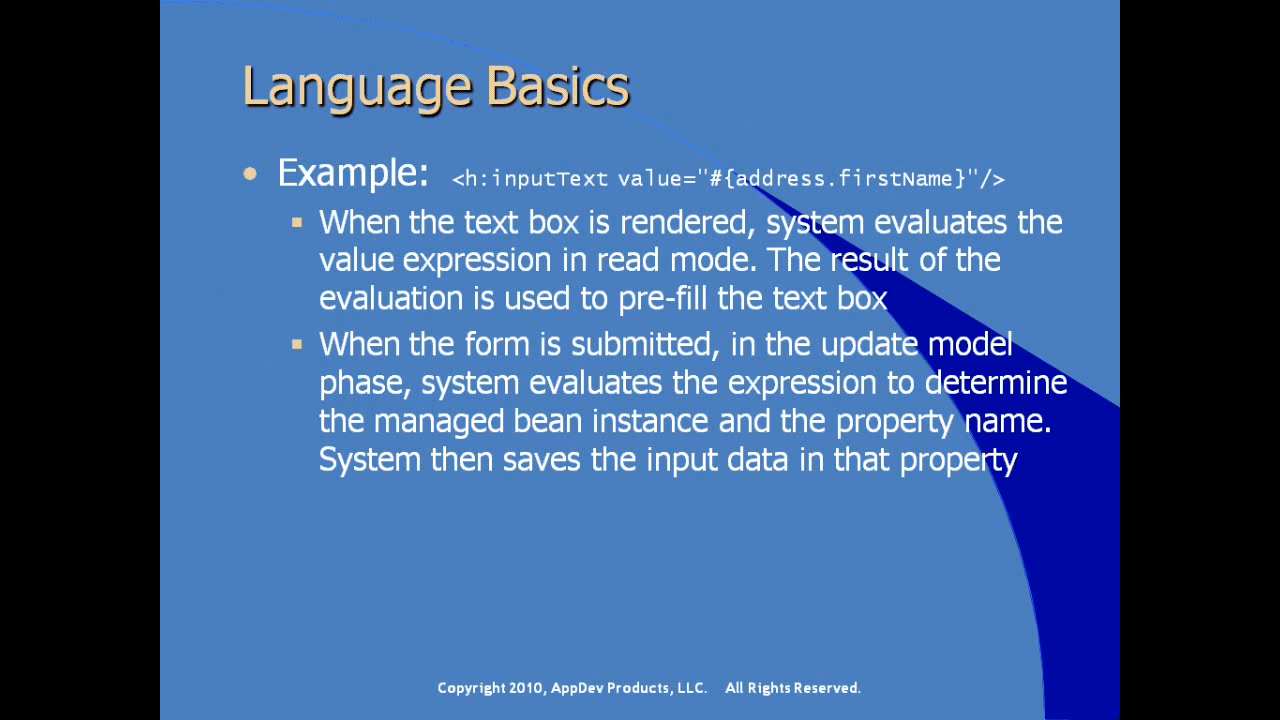 Language Basics
Example: <h:inputText value="#{address.firstName}"/>
When the text box is rendered, system evaluates the
value expression in read mode. The result of the
evaluation is used to pre-fill the text box
When the form is submitted, in the update model
phase, system evaluates the expression to determine
the managed bean instance and the property name.
System then saves the input data in that property
Copyright 2010, AppDev Products, LLC. All Rights Reserved.